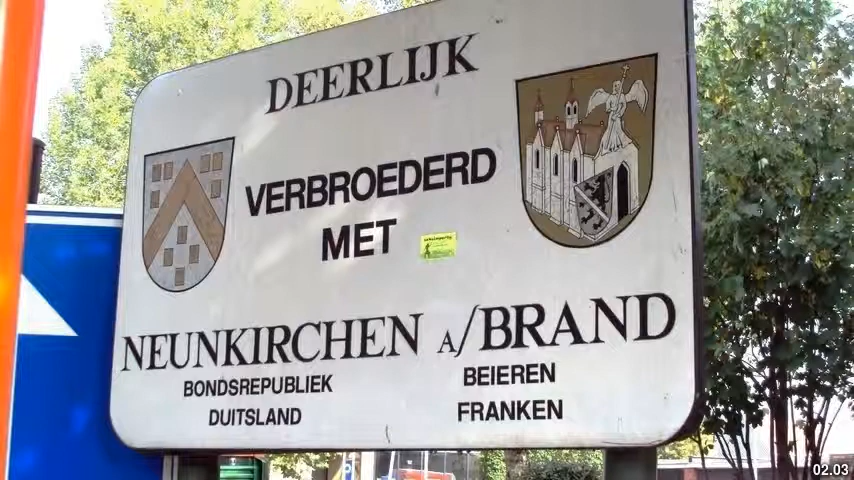 DEERLIJK
VERBROEDERD
MET
NEUNKIRCHEN A/BRAND
BONDSREPUBLIEK
DUITSLAND
BEIEREN
FRANKEN
02.03